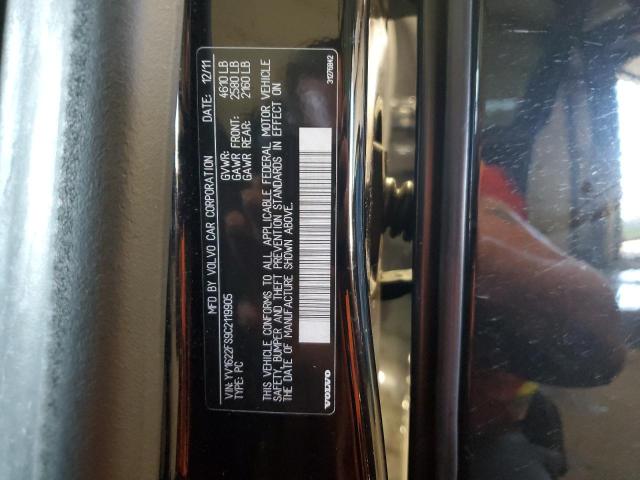 MFD BY VOLVO CAR CORPORATION DATE: 12/11
GVWR: 4610 LB
GAWR FRONT: 2580 LB
GAWR REAR: 2160 LB
VIN: YV1622FS9C2119905
TYPE: PC
THIS VEHICLE CONFORMS TO ALL APPLICABLE FEDERAL MOTOR VEHICLE
SAFETY, BUMPER AND THEFT PREVENTION STANDARDS IN EFFECT ON
THE DATE OF MANUFACTURE SHOWN ABOVE.
VOLVO 31276942